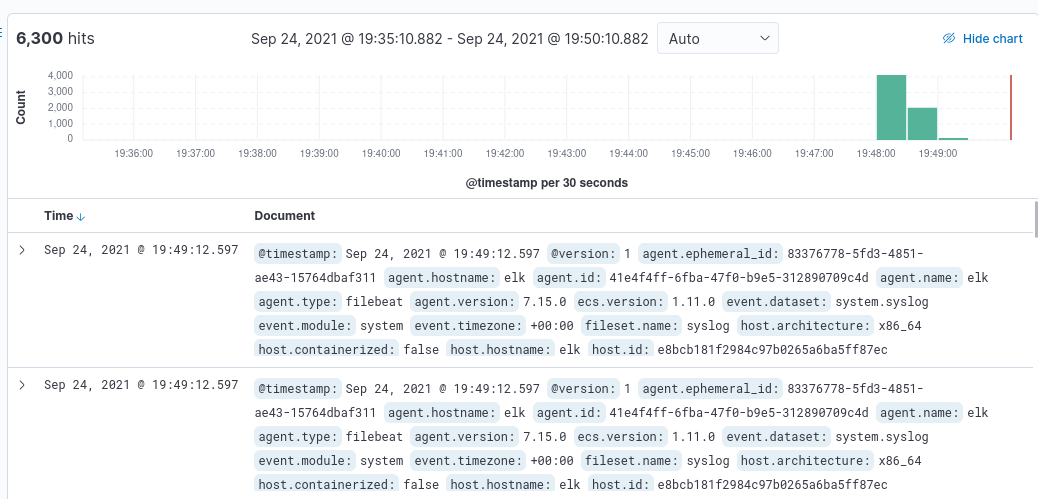 6,300 hits
Sep 24, 2021 @ 19:35:10.882 - Sep 24, 2021 @ 19:50:10.882
Auto
Hide chart
Count
4,000
3,000
2,000
1,000
0
19:36:00 19:37:00 19:38:00 19:39:00 19:40:00 19:41:00 19:42:00 19:43:00 19:44:00 19:45:00 19:46:00 19:47:00 19:48:00 19:49:00
@timestamp per 30 seconds
Time Document
Sep 24, 2021 @ 19:49:12.597 @timestamp: Sep 24, 2021 @ 19:49:12.597 @version: 1 agent.ephemeral_id: 83376778-5fd3-4851-
ae43-15764dbaf311 agent.hostname: elk agent.id: 41e4f4ff-6fba-47f0-b9e5-312890709c4d agent.name: elk
agent.type: filebeat agent.version: 7.15.0 ecs.version: 1.11.0 event.dataset: system.syslog
event.module: system event.timezone: +00:00 fileset.name: syslog host.architecture: x86_64
host.containerized: false host.hostname: elk host.id: e8bcb181f2984c97b0265a6ba5ff87ec
Sep 24, 2021 @ 19:49:12.597 @timestamp: Sep 24, 2021 @ 19:49:12.597 @version: 1 agent.ephemeral_id: 83376778-5fd3-4851-
ae43-15764dbaf311 agent.hostname: elk agent.id: 41e4f4ff-6fba-47f0-b9e5-312890709c4d agent.name: elk
agent.type: filebeat agent.version: 7.15.0 ecs.version: 1.11.0 event.dataset: system.syslog
event.module: system event.timezone: +00:00 fileset.name: syslog host.architecture: x86_64
host.containerized: false host.hostname: elk host.id: e8bcb181f2984c97b0265a6ba5ff87ec